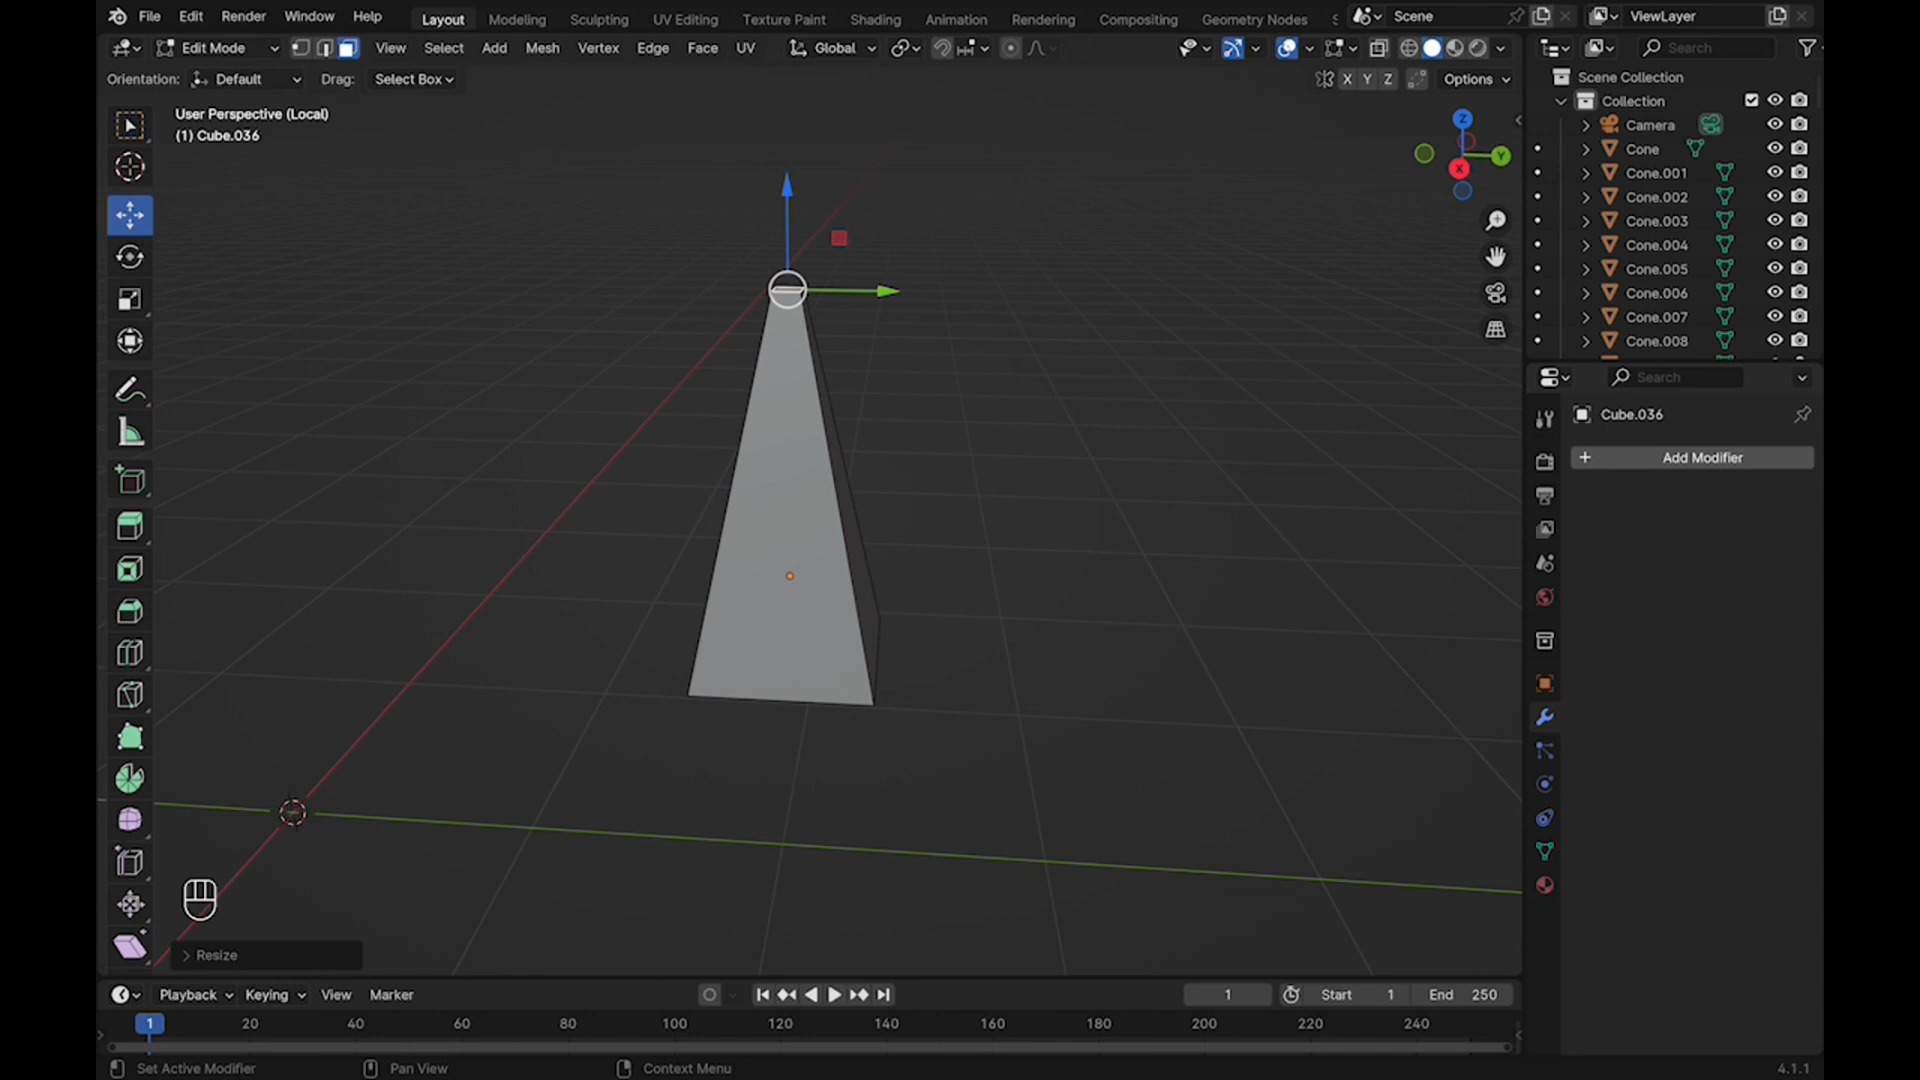 File Edit Render Window Help Layout Modeling Sculpting UV Editing Texture Paint Shading Animation Rendering Compositing Geometry Nodes Scene ViewLayer
Edit Mode View Select Add Mesh Vertex Edge Face UV Global Search
Orientation: Default Drag: Select Box X Y Z Options
User Perspective (Local)
(1) Cube.036
Z
Y
X
Scene Collection
Collection
Camera
Cone
Cone.001
Cone.002
Cone.003
Cone.004
Cone.005
Cone.006
Cone.007
Cone.008
Search
Cube.036
+ Add Modifier
Resize
Playback Keying View Marker 1 Start 1 End 250
1 20 40 60 80 100 120 140 160 180 200 220 240
Set Active Modifier Pan View Context Menu 4.1.1